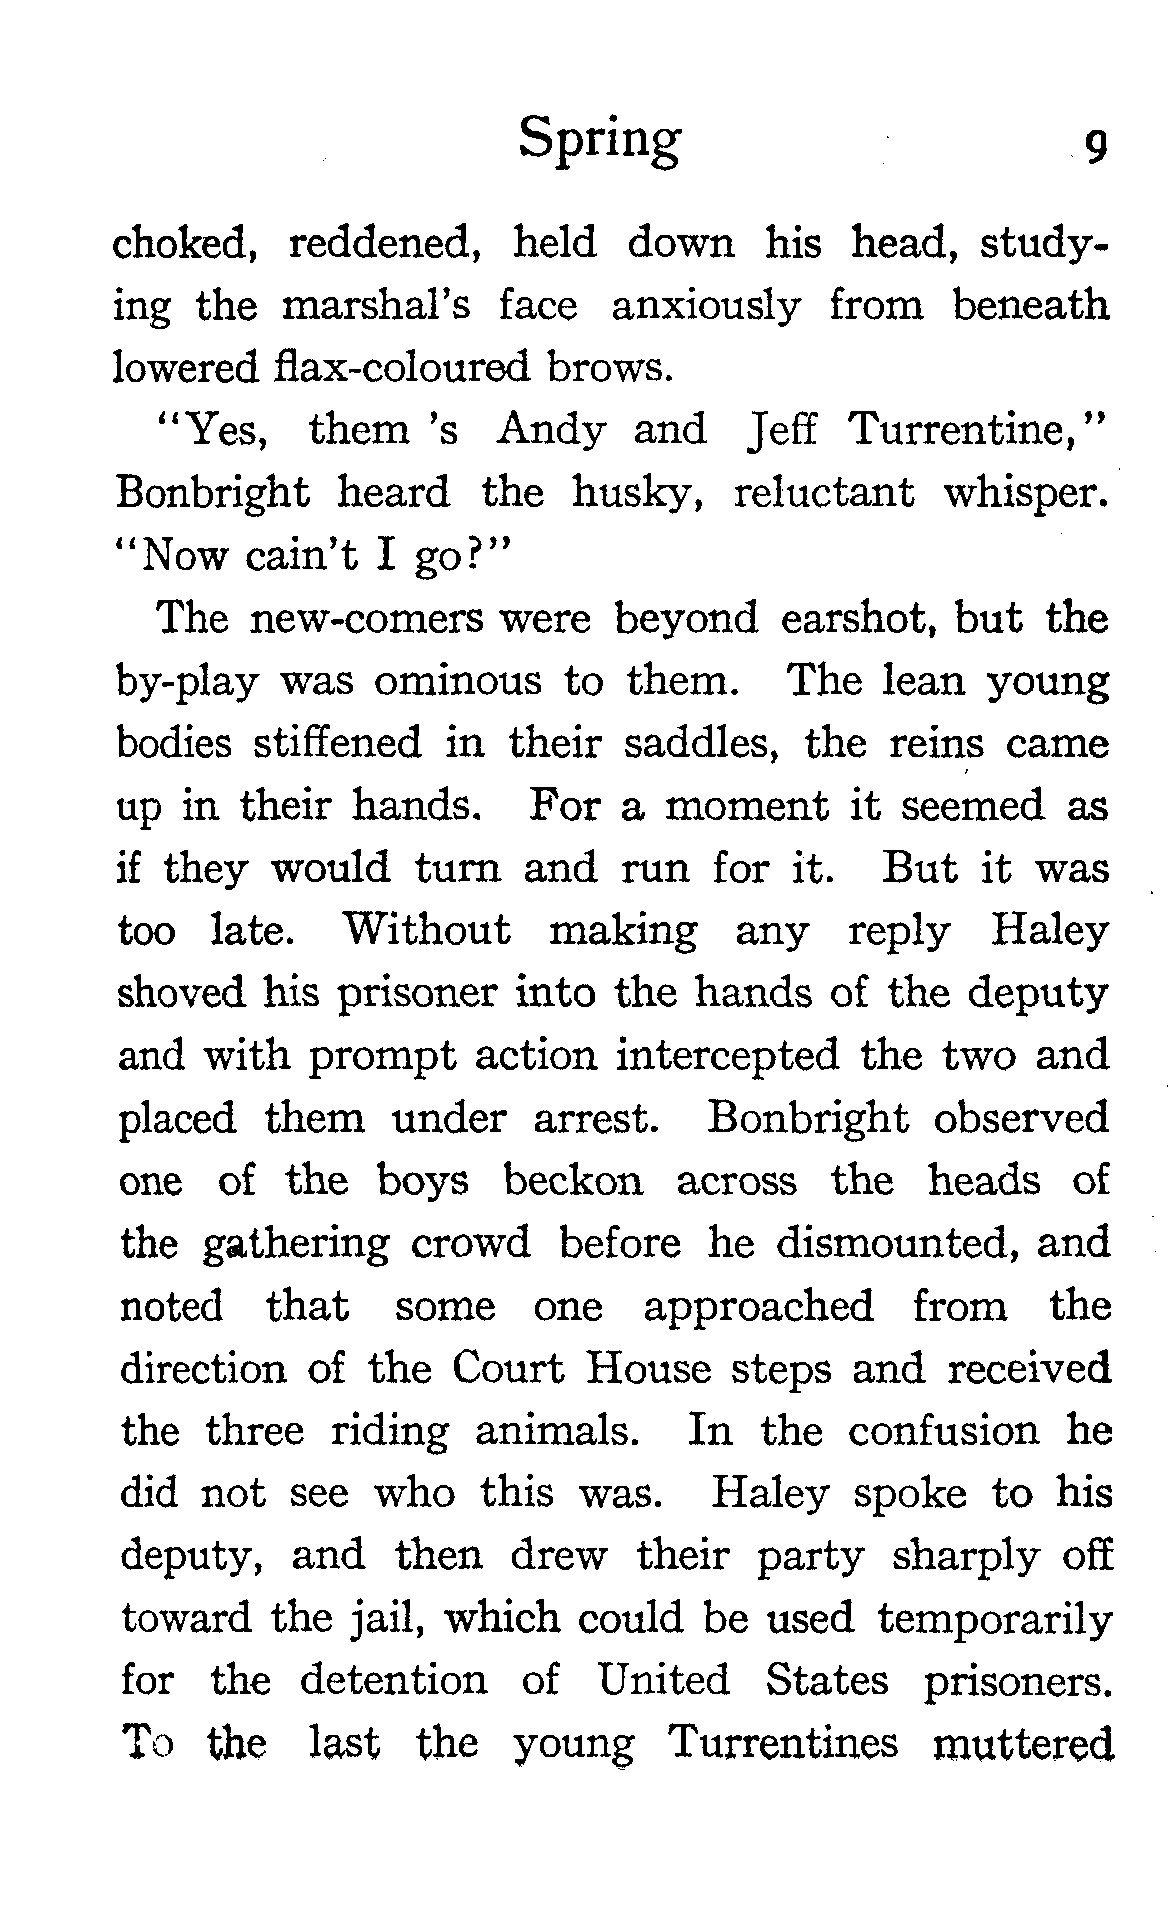 Spring 9
choked, reddened, held down his head, study-
ing the marshal's face anxiously from beneath
lowered flax-coloured brows.
"Yes, them 's Andy and Jeff Turrentine,"
Bonbright heard the husky, reluctant whisper.
"Now cain't I go?"
The new-comers were beyond earshot, but the
by-play was ominous to them. The lean young
bodies stiffened in their saddles, the reins came
up in their hands. For a moment it seemed as
if they would turn and run for it. But it was
too late. Without making any reply Haley
shoved his prisoner into the hands of the deputy
and with prompt action intercepted the two and
placed them under arrest. Bonbright observed
one of the boys beckon across the heads of
the gathering crowd before he dismounted, and
noted that some one approached from the
direction of the Court House steps and received
the three riding animals. In the confusion he
did not see who this was. Haley spoke to his
deputy, and then drew their party sharply off
toward the jail, which could be used temporarily
for the detention of United States prisoners.
To the last the young Turrentines muttered